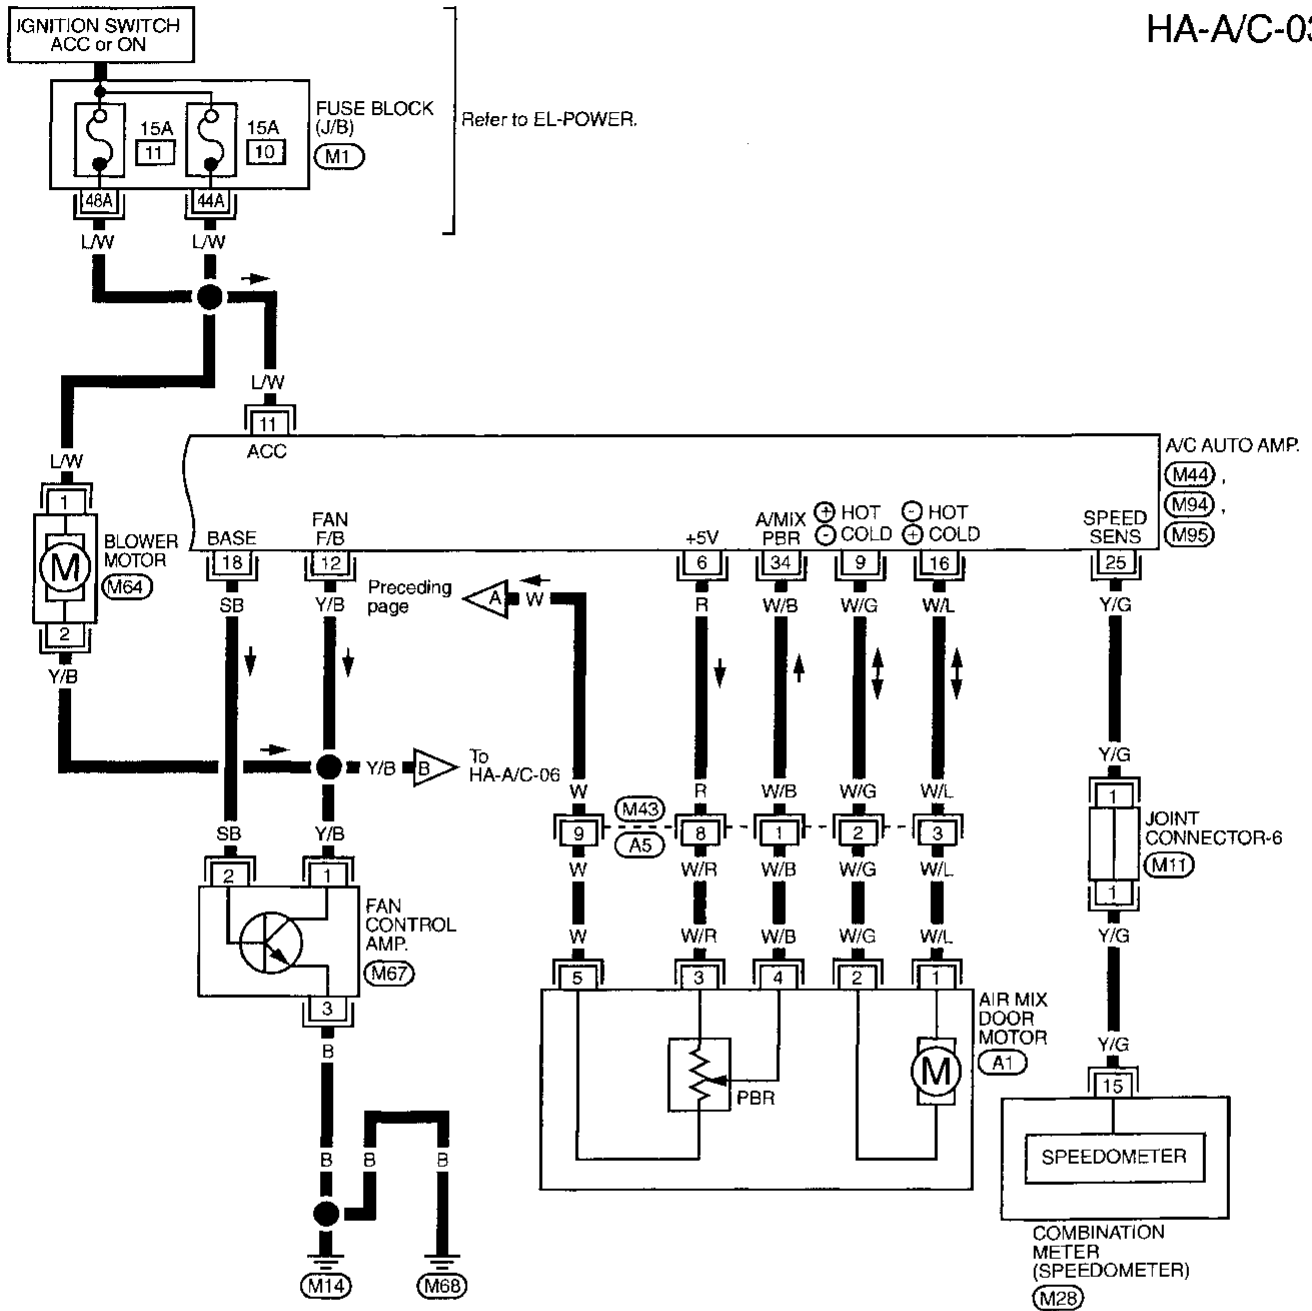 HA-A/C-03
IGNITION SWITCH
ACC or ON
FUSE BLOCK
(J/B)
M1
15A
11
15A
10
Refer to EL-POWER.
48A
44A
L/W
L/W
L/W
11
ACC
L/W
1
BLOWER
MOTOR
M64
M
2
Y/B
A/C AUTO AMP.
M44 ,
M94 ,
M95
BASE
FAN
F/B
+5V
A/MIX
PBR
+ HOT
- COLD
- HOT
+ COLD
SPEED
SENS
18
12
6
34
9
16
25
SB
Y/B
Preceding
page
A
W
R
W/B
W/G
W/L
Y/G
Y/B
B
To
HA-A/C-06
SB
Y/B
W
R
W/B
W/G
W/L
Y/G
M43
A5
9
8
1
2
3
1
JOINT
CONNECTOR-6
M11
1
W
W/R
W/B
W/G
W/L
Y/G
2
1
FAN
CONTROL
AMP.
M67
3
B
W
W/R
W/B
W/G
W/L
5
3
4
2
1
AIR MIX
DOOR
MOTOR
A1
PBR
M
Y/G
15
SPEEDOMETER
COMBINATION
METER
(SPEEDOMETER)
M28
B
B
B
M14
M68